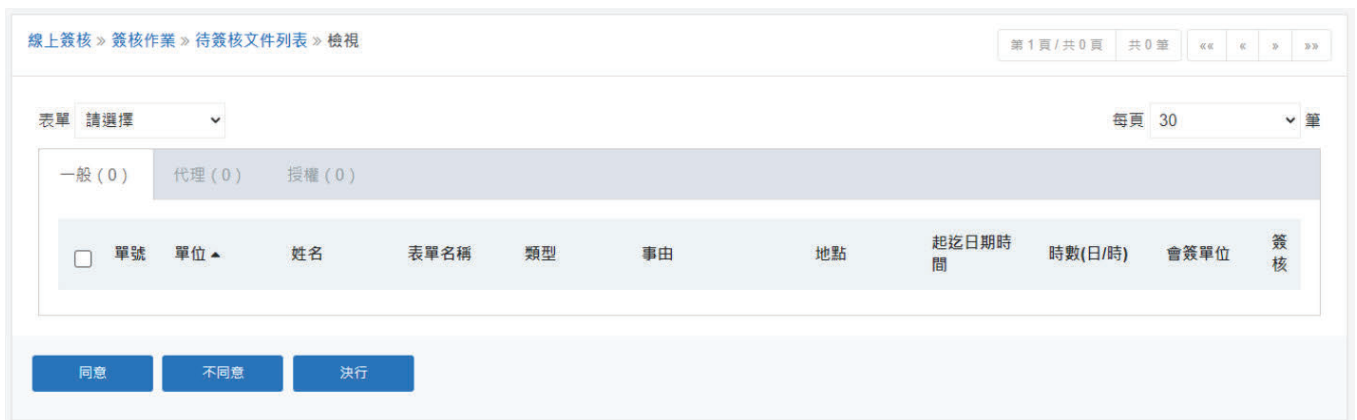 線上簽核 » 簽核作業 » 待簽核文件列表 » 檢視
第 1 頁 / 共 0 頁 共 0 筆 «« « » »»
表單 請選擇 每頁 30 筆
一般 ( 0 ) 代理 ( 0 ) 授權 ( 0 )
單號 單位▲ 姓名 表單名稱 類型 事由 地點 起迄日期時間 時數(日/時) 會簽單位 簽核
同意 不同意 決行